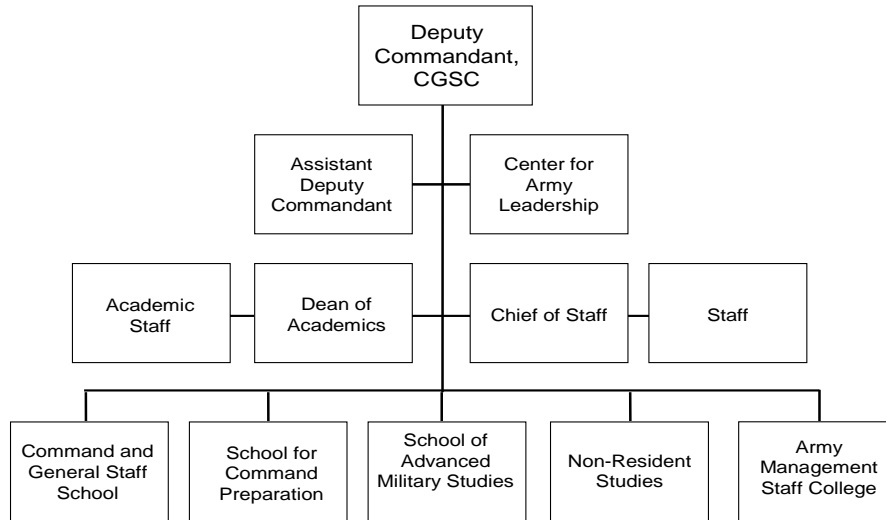 Deputy
Commandant,
CGSC
Assistant
Deputy
Commandant
Center for
Army
Leadership
Academic
Staff
Dean of
Academics
Chief of Staff
Staff
Command and
General Staff
School
School for
Command
Preparation
School of
Advanced
Military Studies
Non-Resident
Studies
Army
Management
Staff College